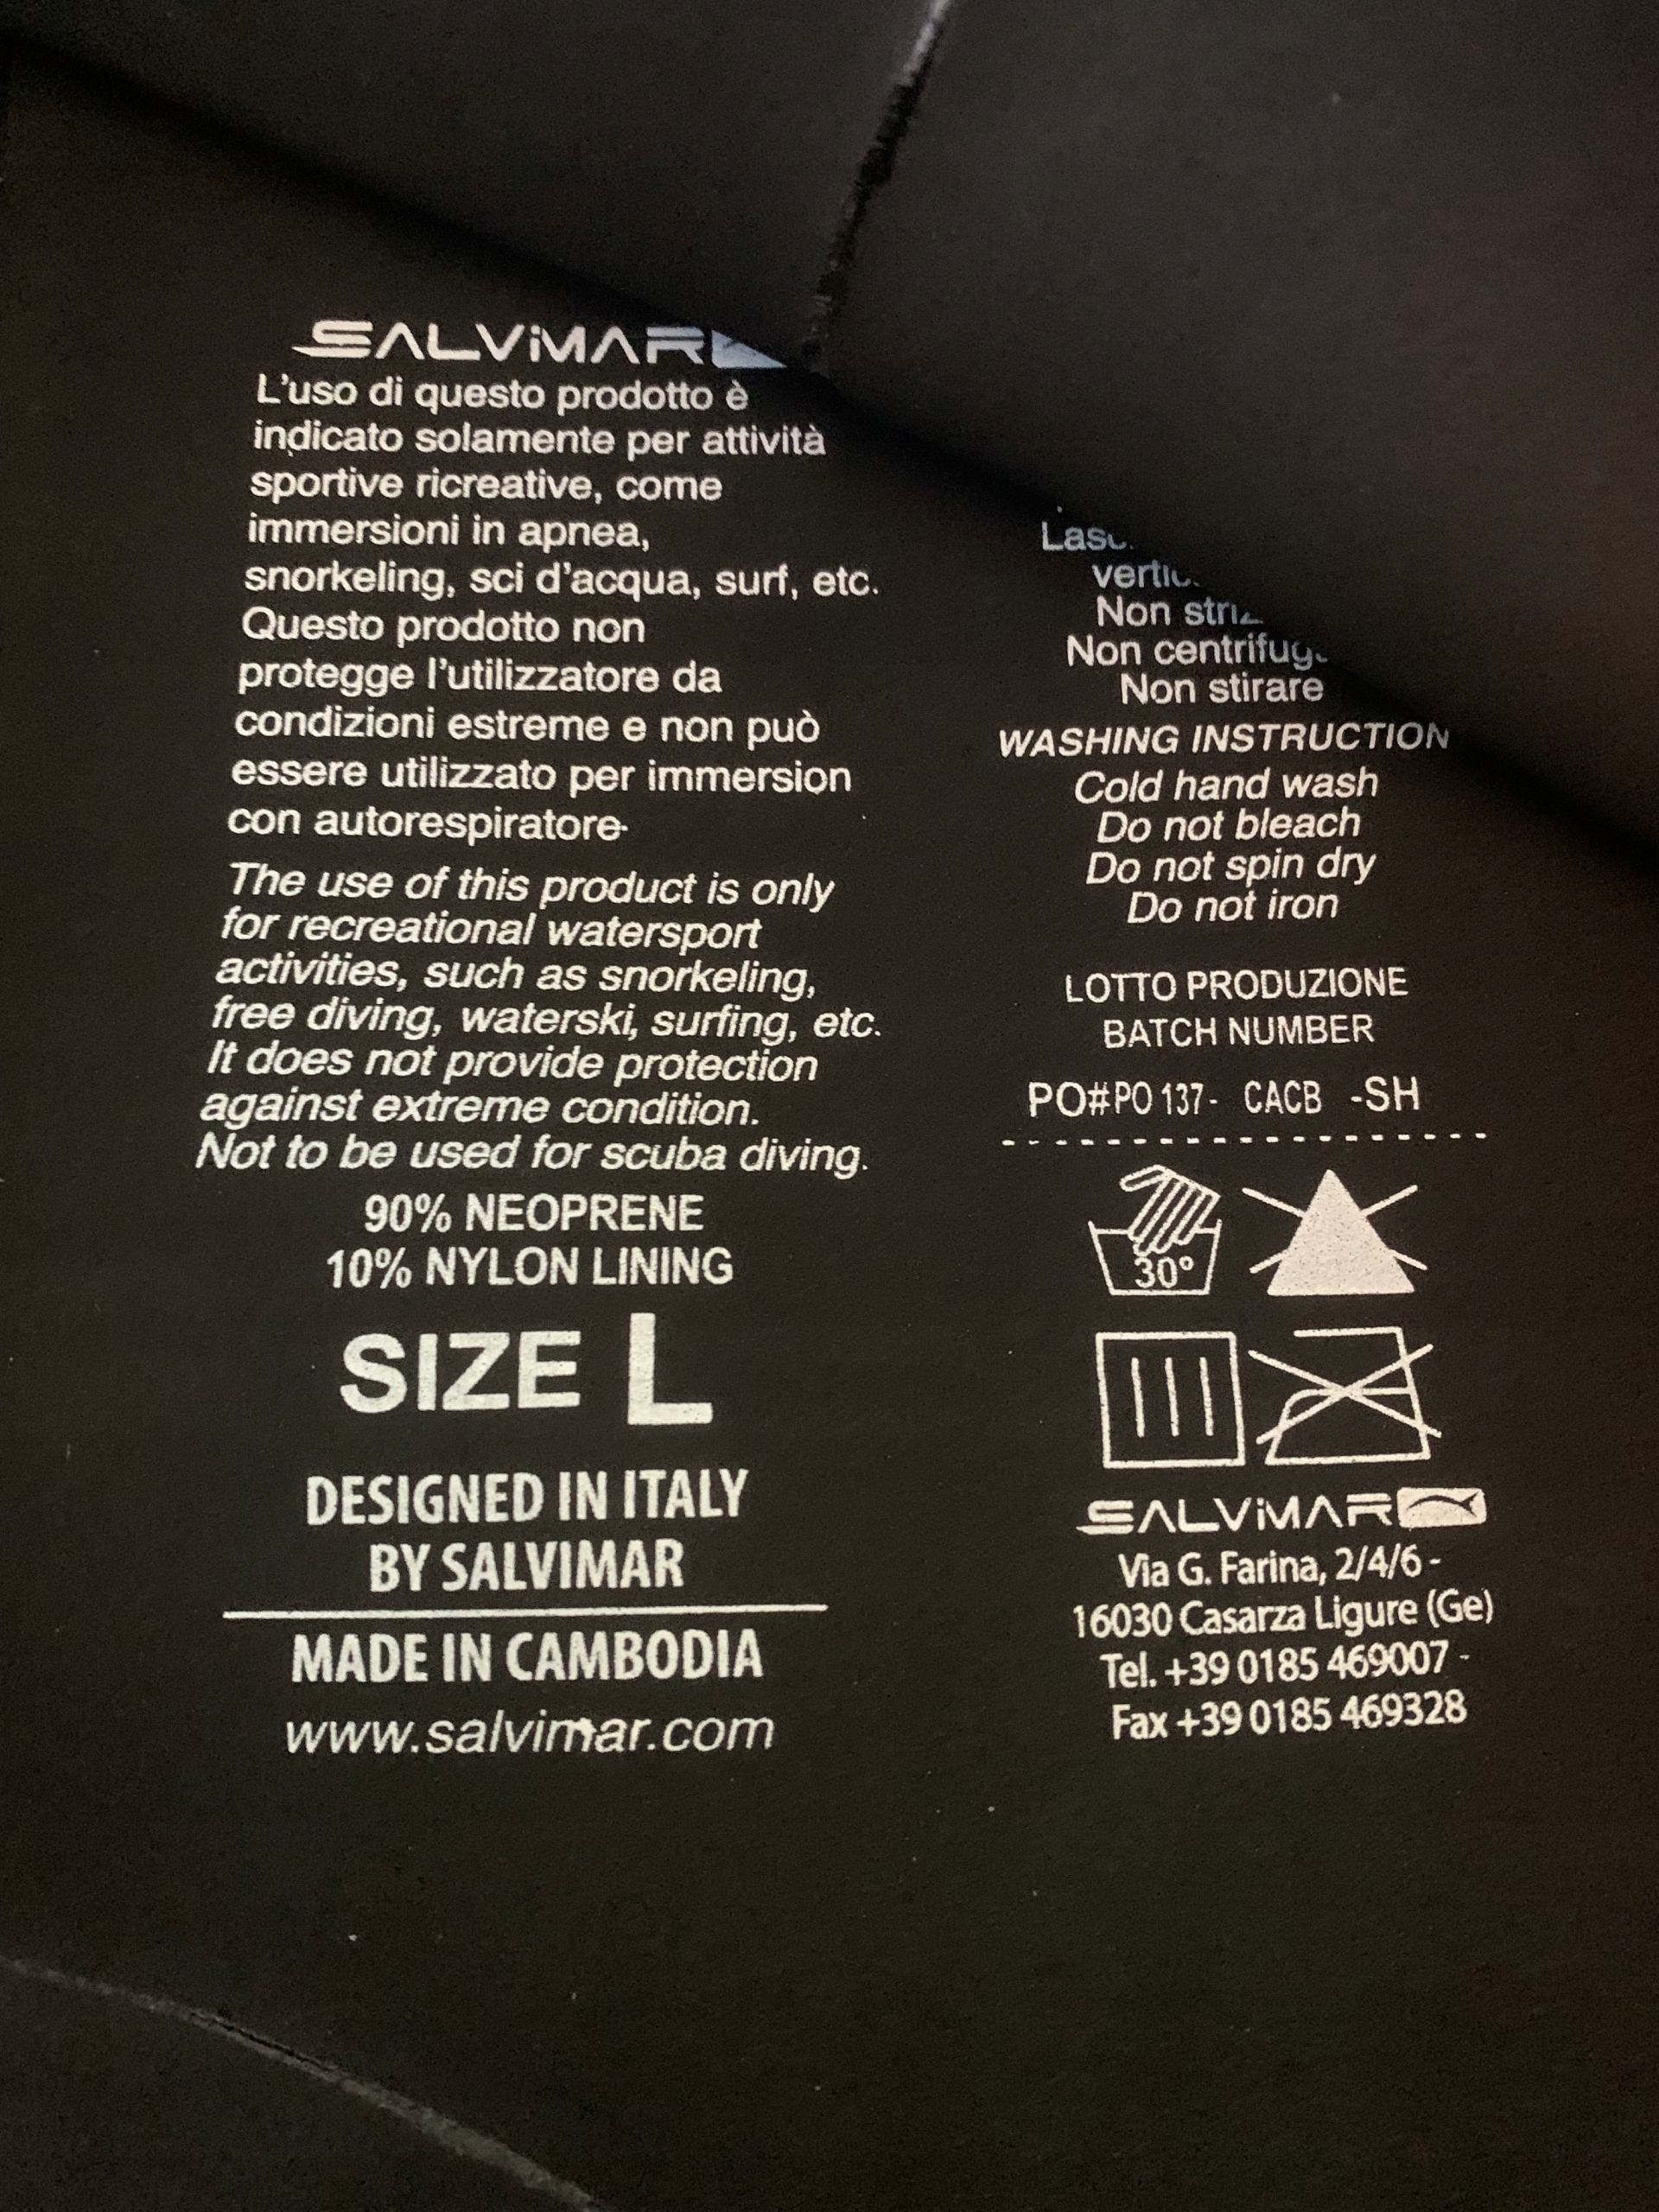 SALVIMAR
L'uso di questo prodotto è
indicato solamente per attività
sportive ricreative, come
immersioni in apnea,
snorkeling, sci d'acqua, surf, etc.
Questo prodotto non
protegge l'utilizzatore da
condizioni estreme e non può
essere utilizzato per immersion
con autorespiratore.
The use of this product is only
for recreational watersport
activities, such as snorkeling,
free diving, waterski, surfing, etc.
It does not provide protection
against extreme condition.
Not to be used for scuba diving.
90% NEOPRENE
10% NYLON LINING
SIZE L
DESIGNED IN ITALY
BY SALVIMAR
MADE IN CAMBODIA
www.salvimar.com
Non
Non
Non stirare
WASHING INSTRUCTION
Cold hand wash
Do not bleach
Do not spin dry
Do not iron
LOTTO PRODUZIONE
BATCH NUMBER
PO#PO 137- CACB -SH
30°
SALVIMAR
Via G. Farina, 2/4/6 -
16030 Casarza Ligure (Ge)
Tel. +39 0185 469007 -
Fax +39 0185 469328